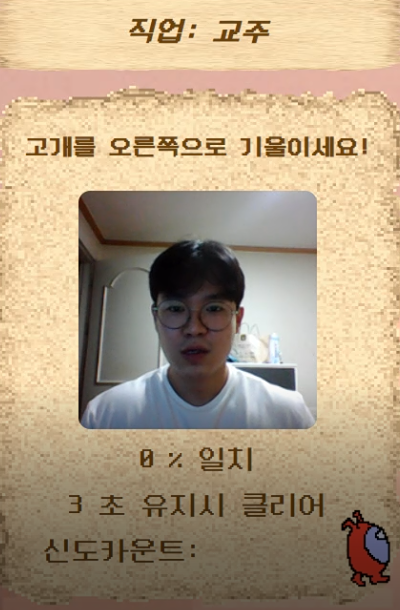 직업: 교주
고개를 오른쪽으로 기울이세요!
0 % 일치
3 초 유지시 클리어
신도카운트: